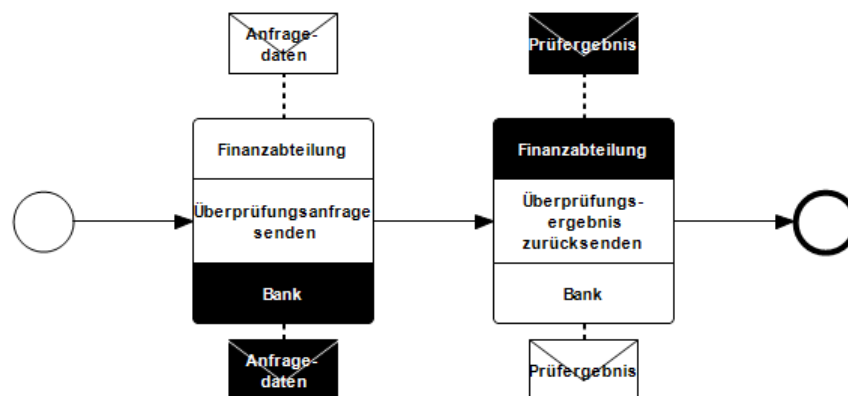 Anfrage-
daten
Prüfergebnis
Finanzabteilung
Überprüfungsanfrage
senden
Bank
Anfrage-
daten
Finanzabteilung
Überprüfungs-
ergebnis
zurücksenden
Bank
Prüfergebnis